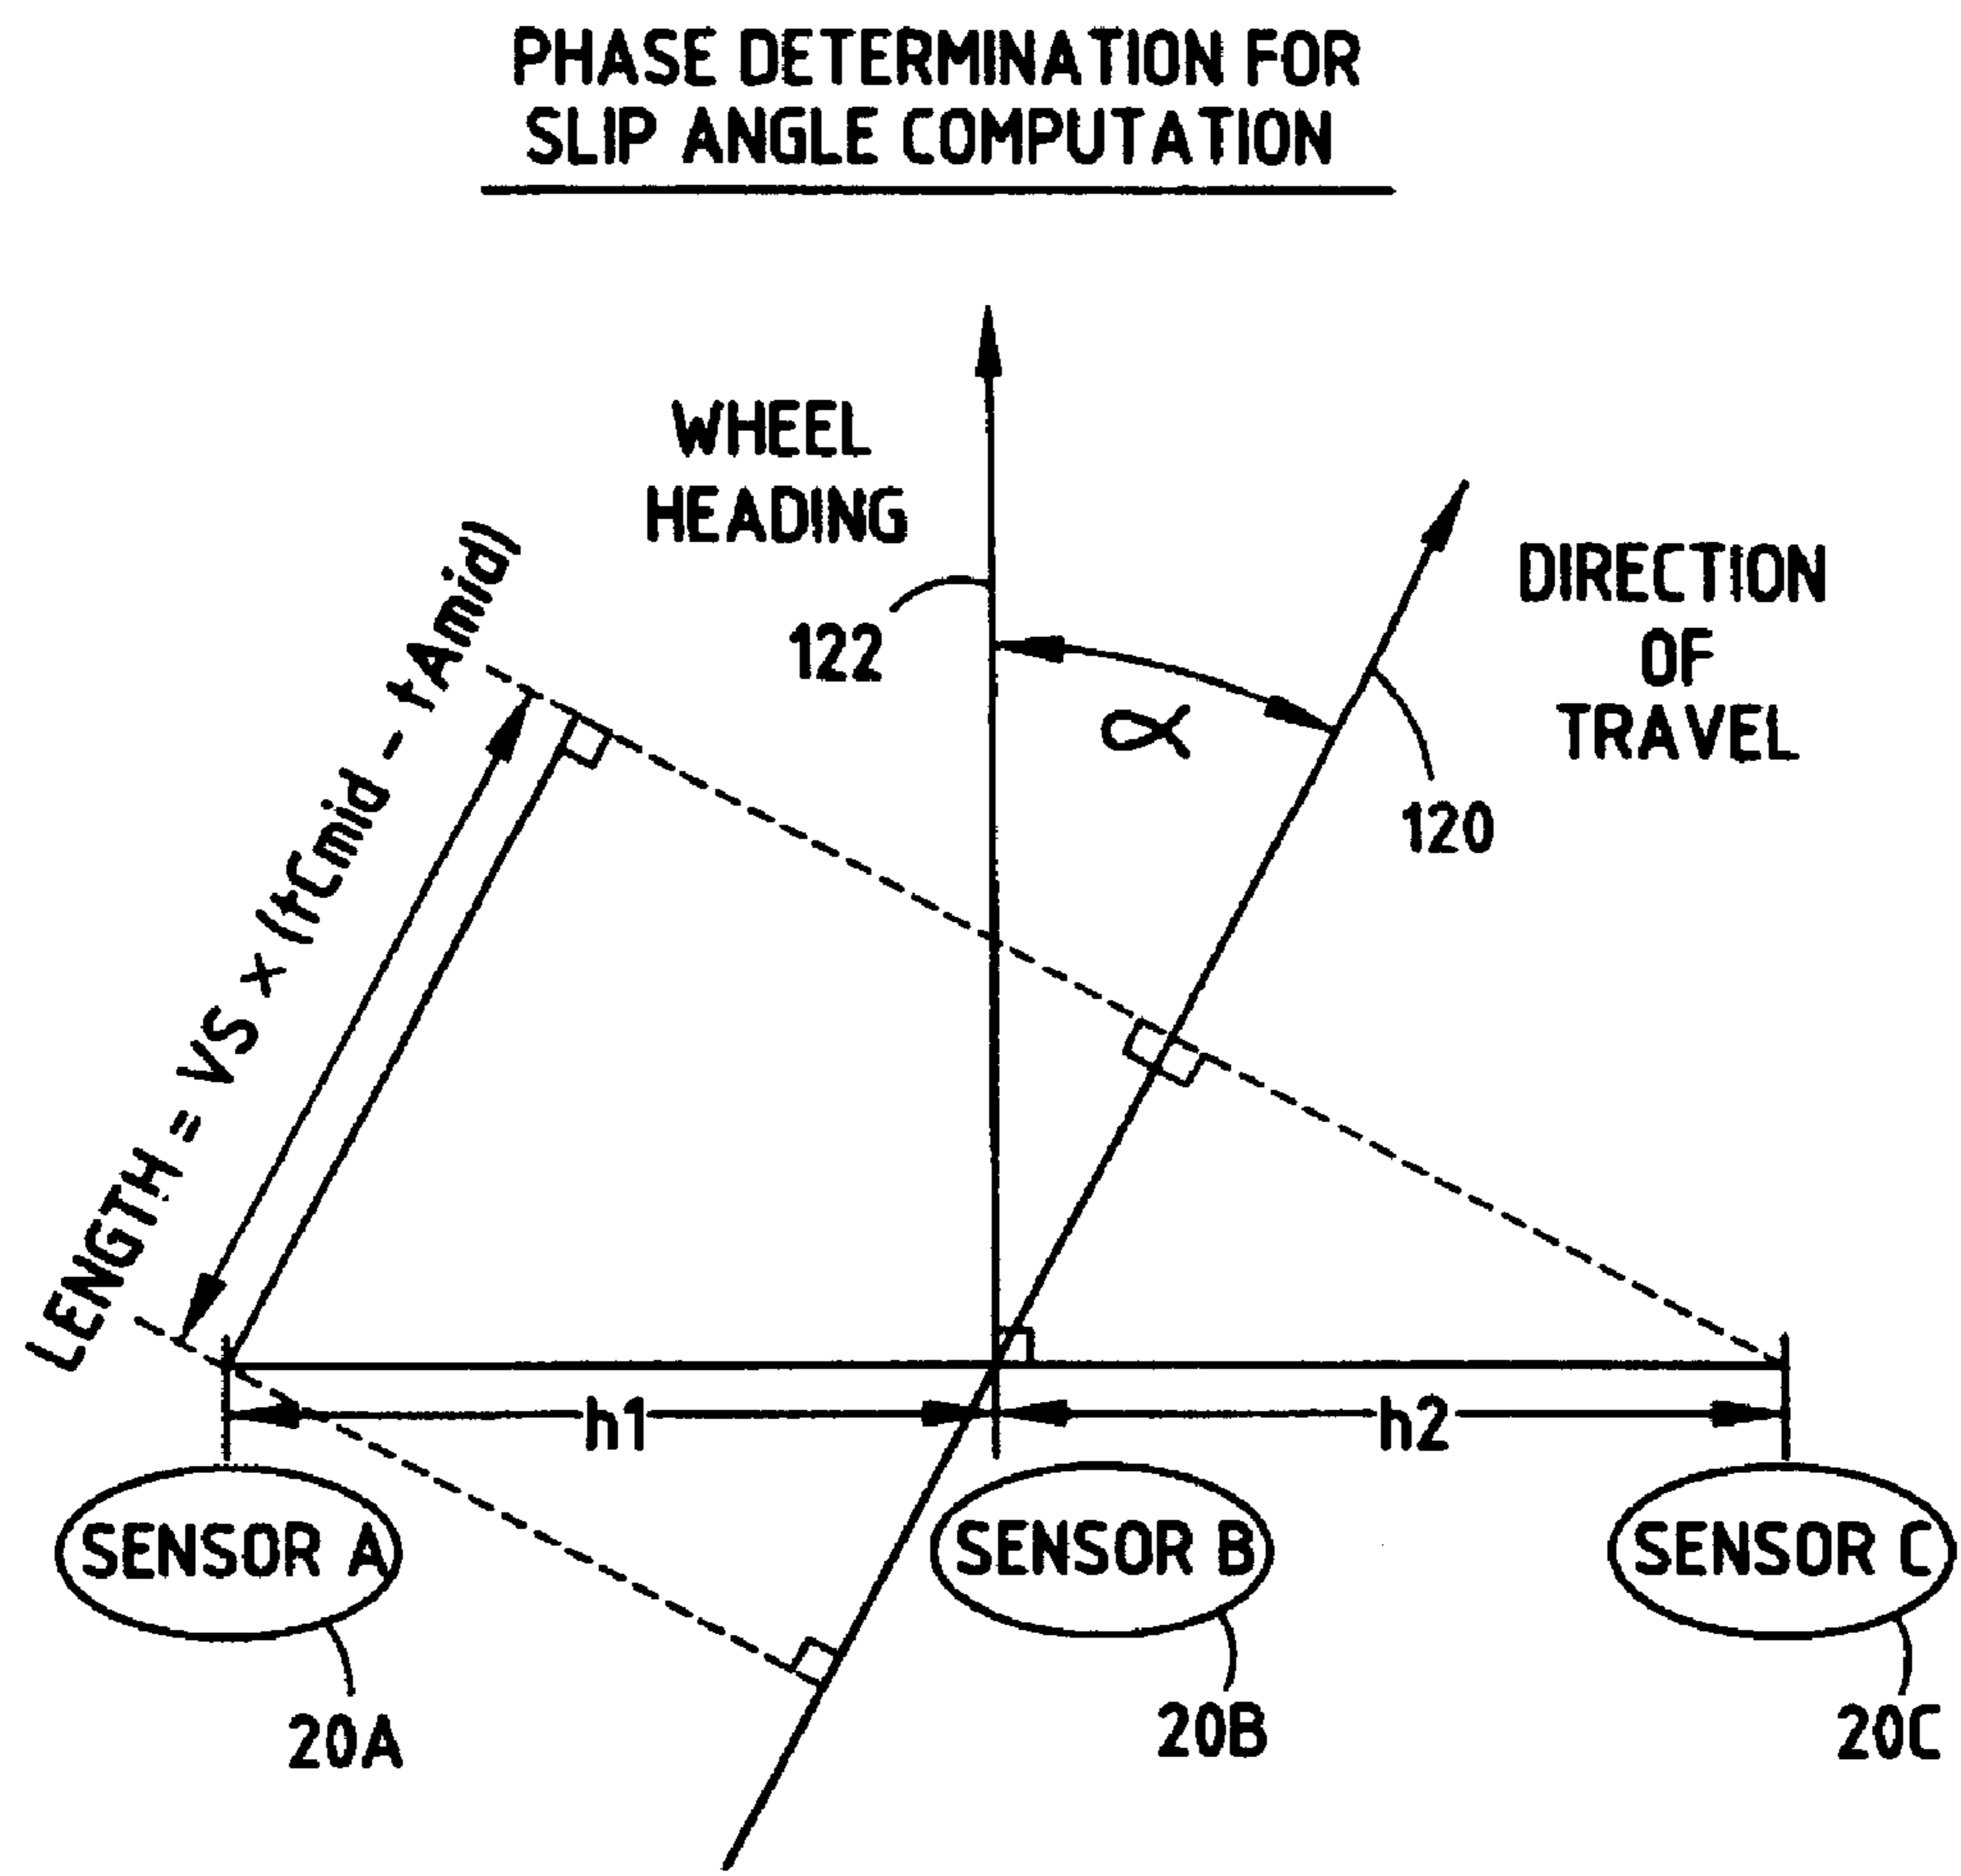 PHASE DETERMINATION FOR
SLIP ANGLE COMPUTATION
WHEEL
HEADING
122
α
DIRECTION
OF
TRAVEL
120
LENGTH = VS × (tCmid - tAmid)
h1
h2
SENSOR A
SENSOR B
SENSOR C
20A
20B
20C